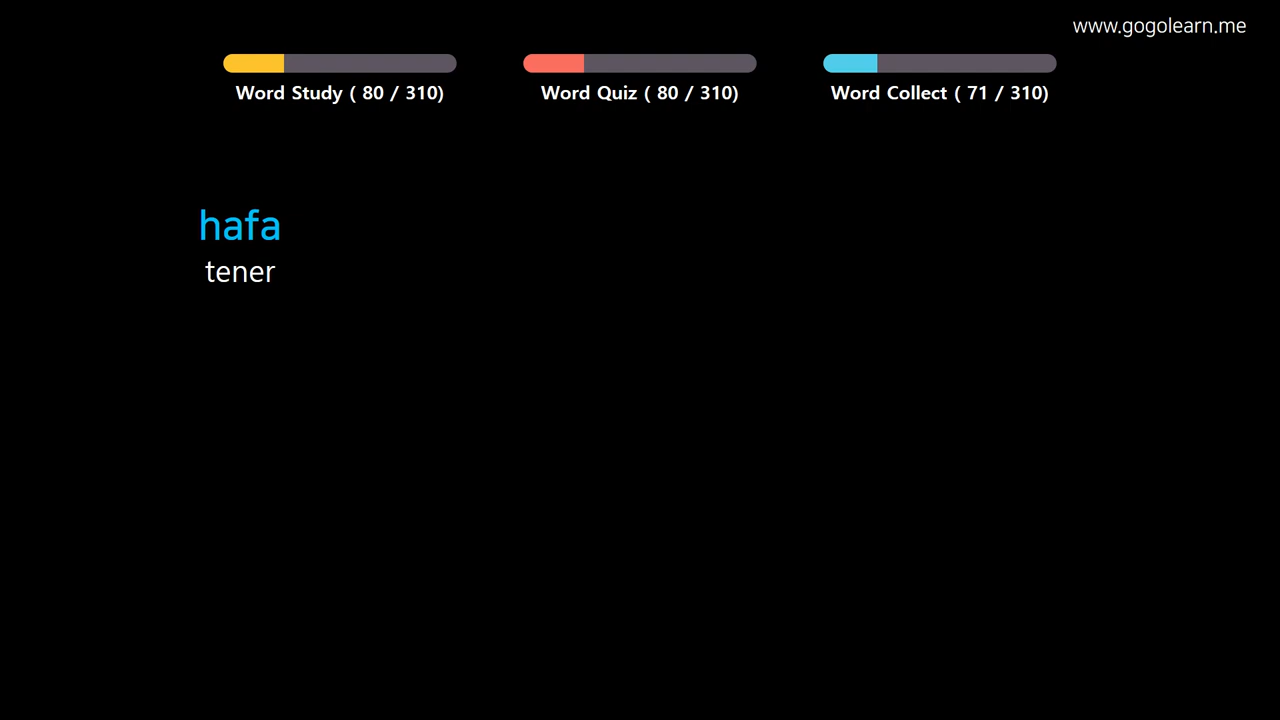 www.gogolearn.me
Word Study ( 80 / 310)
Word Quiz ( 80 / 310)
Word Collect ( 71 / 310)
hafa
tener